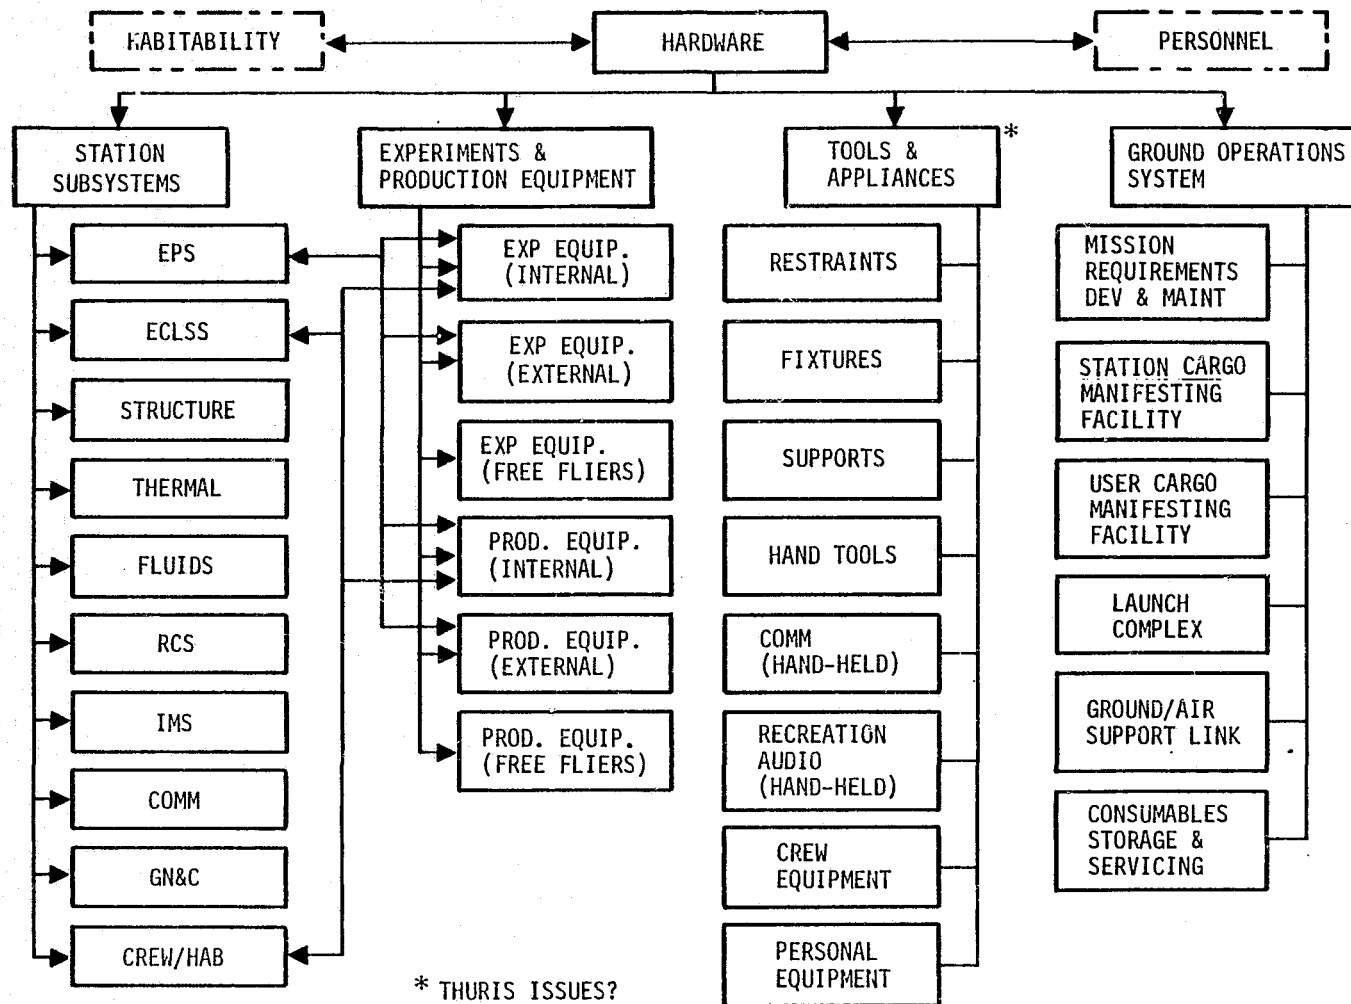 HABITABILITY
HARDWARE
PERSONNEL
STATION
SUBSYSTEMS
EPS
ECLSS
STRUCTURE
THERMAL
FLUIDS
RCS
IMS
COMM
GN&C
CREW/HAB
EXPERIMENTS &
PRODUCTION EQUIPMENT
EXP EQUIP.
(INTERNAL)
EXP EQUIP.
(EXTERNAL)
EXP EQUIP.
(FREE FLIERS)
PROD. EQUIP.
(INTERNAL)
PROD. EQUIP.
(EXTERNAL)
PROD. EQUIP.
(FREE FLIERS)
TOOLS & *
APPLIANCES
RESTRAINTS
FIXTURES
SUPPORTS
HAND TOOLS
COMM
(HAND-HELD)
RECREATION
AUDIO
(HAND-HELD)
CREW
EQUIPMENT
PERSONAL
EQUIPMENT
GROUND OPERATIONS
SYSTEM
MISSION
REQUIREMENTS
DEV & MAINT
STATION CARGO
MANIFESTING
FACILITY
USER CARGO
MANIFESTING
FACILITY
LAUNCH
COMPLEX
GROUND/AIR
SUPPORT LINK
CONSUMABLES
STORAGE &
SERVICING
* THURIS ISSUES?